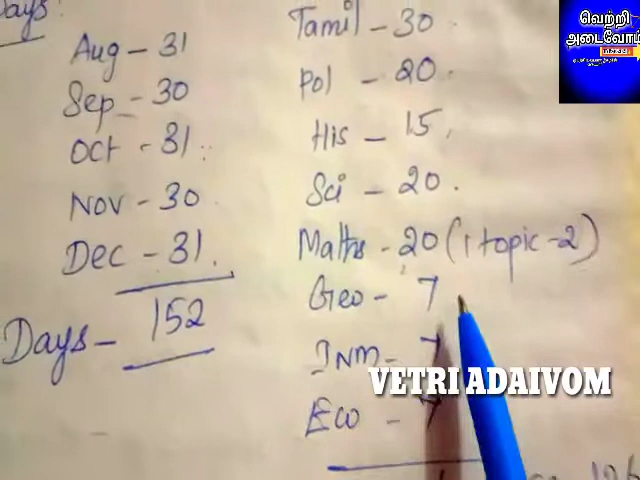 Days
Aug - 31
Sep - 30
Oct - 31
Nov - 30
Dec - 31
Days - 152
Tamil - 30
Pol - 20
His - 15
Sci - 20
Maths - 20 (1 topic - 2)
Geo - 7
INM - 7
Eco - 7
வெற்றி
அடைவோம்
VETRI ADAIVOM